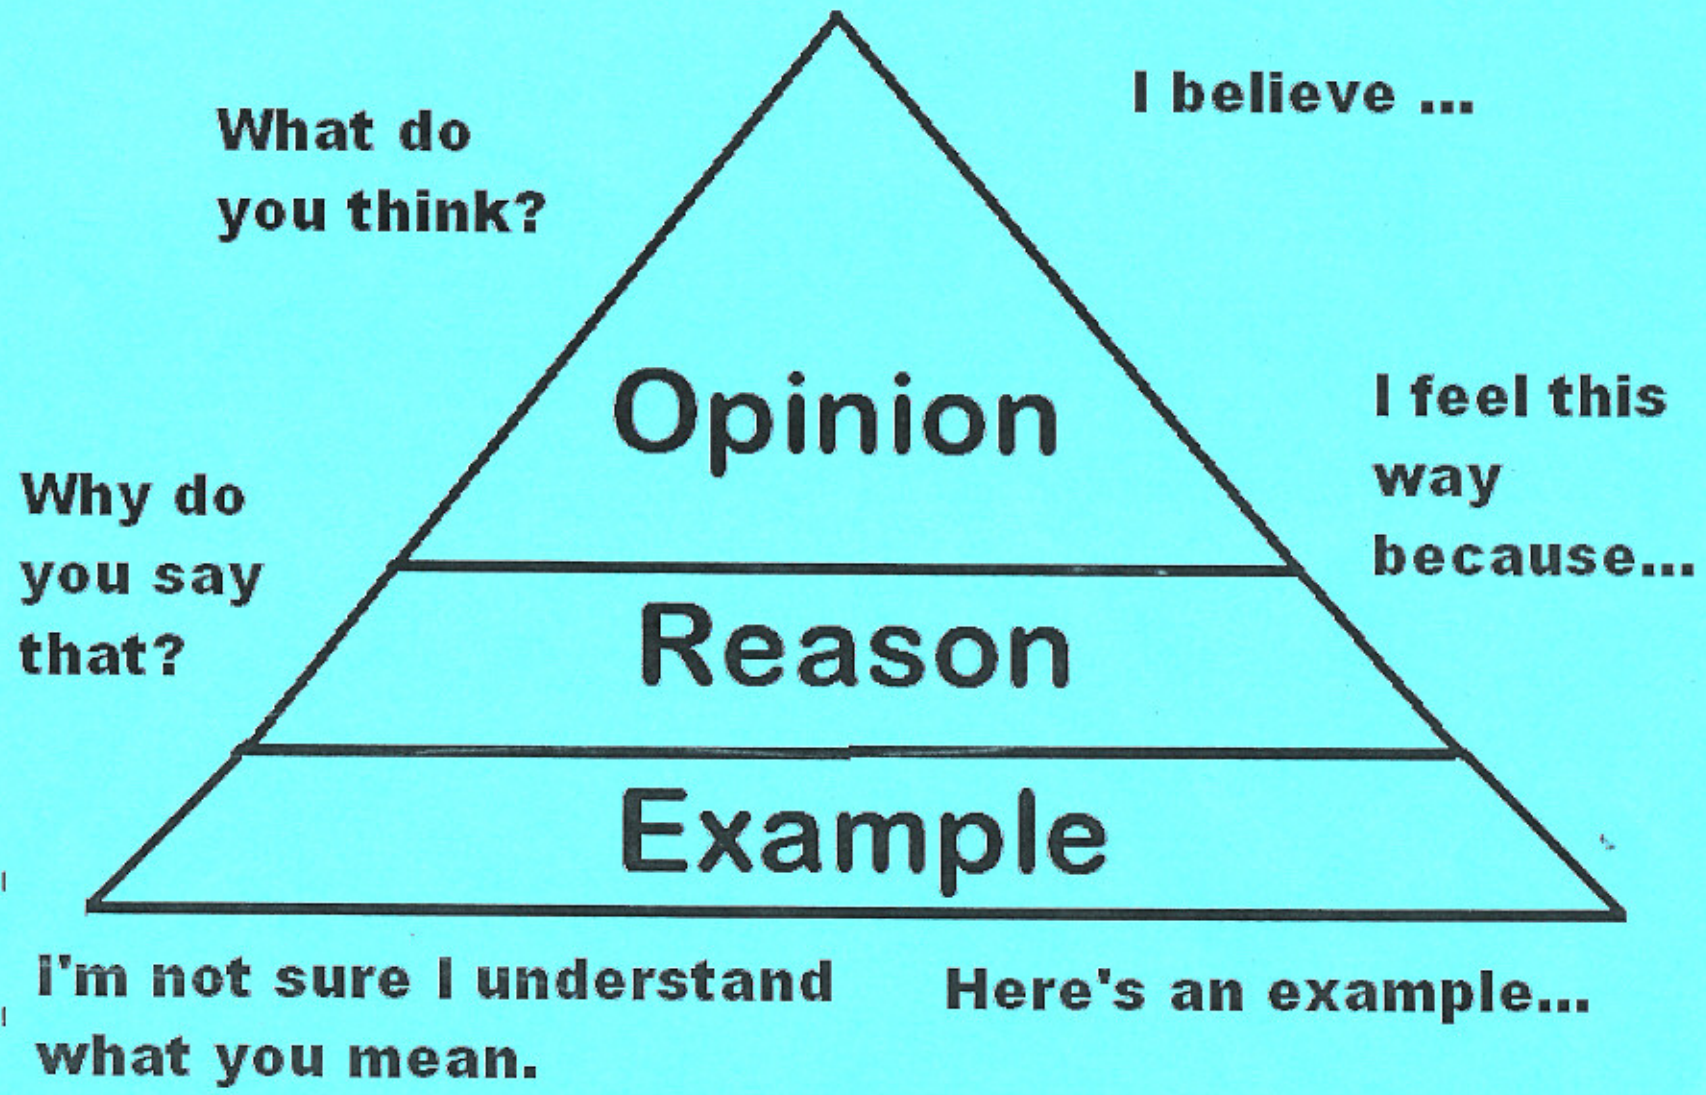 What do
you think?
I believe ...
Opinion
Why do
you say
that?
I feel this
way
because...
Reason
Example
i'm not sure I understand
what you mean.
Here's an example...